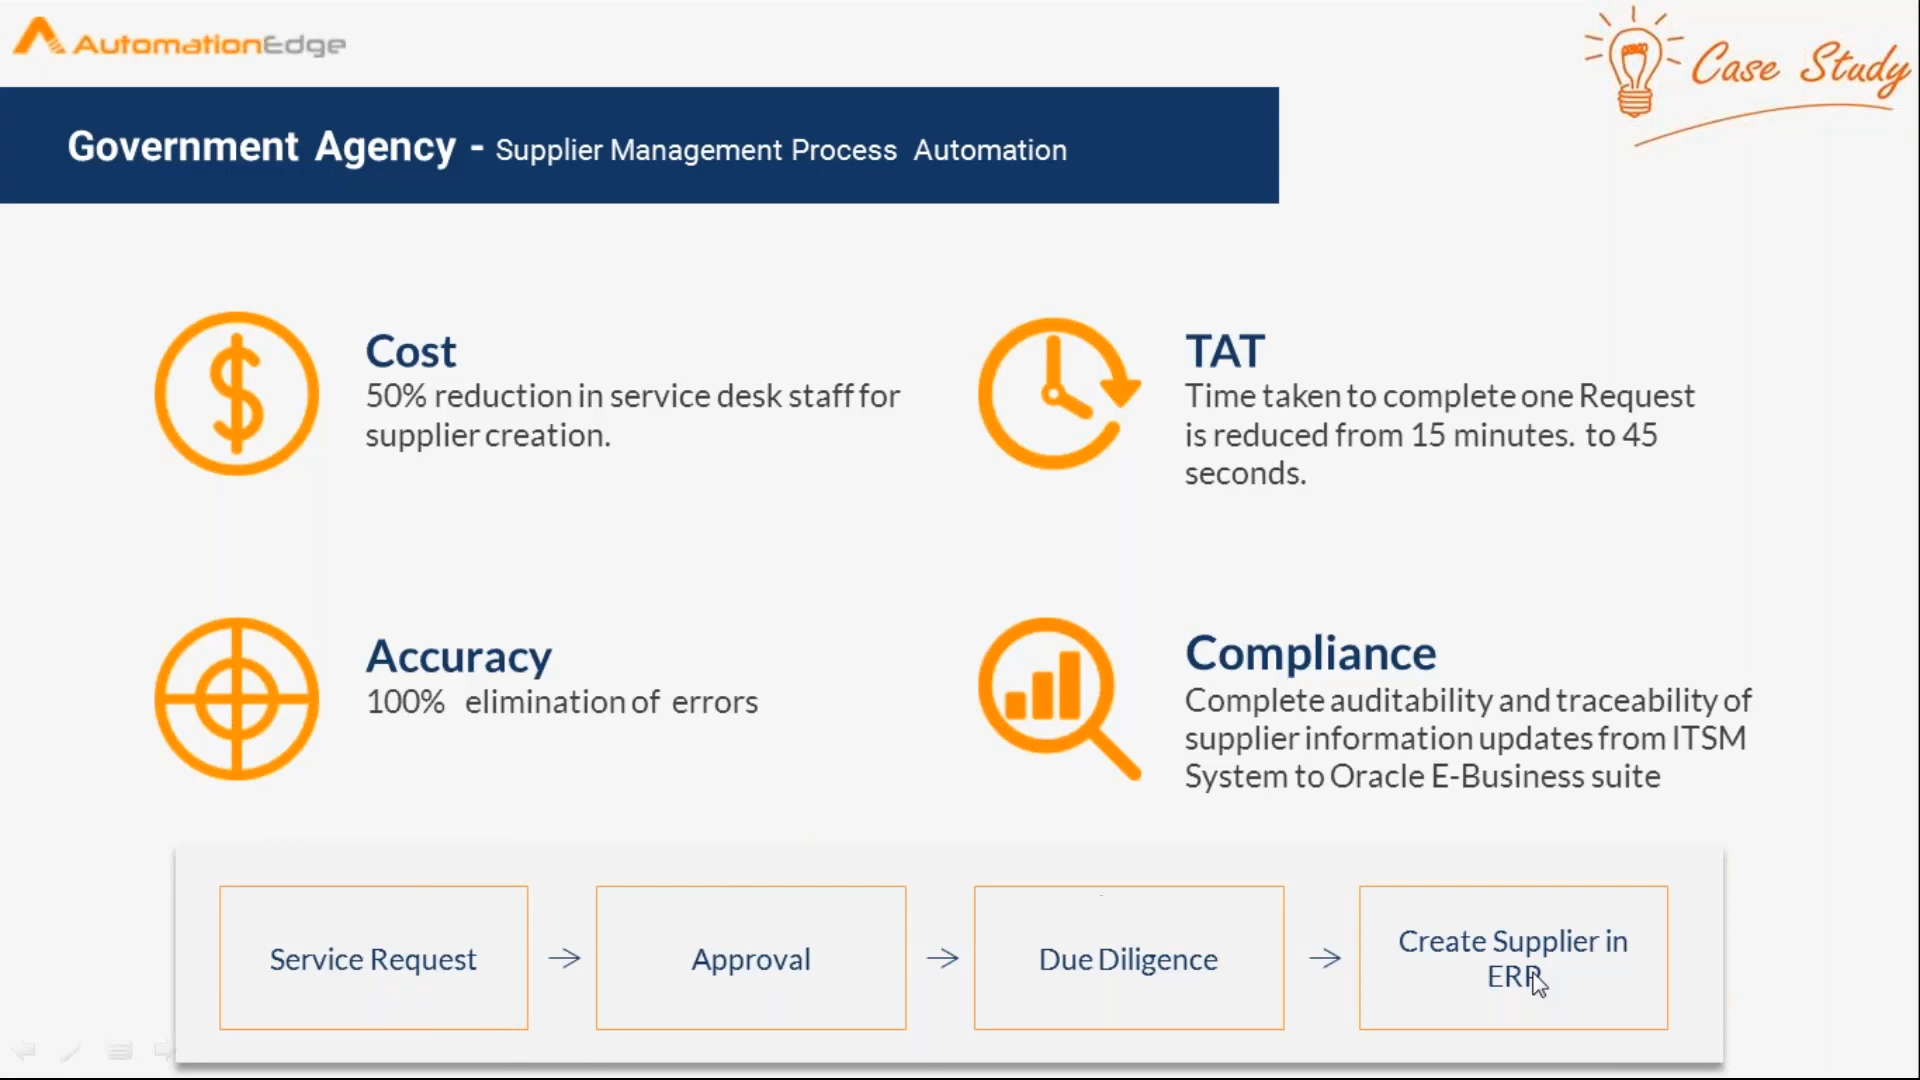 AutomationEdge
Case Study
Government Agency - Supplier Management Process Automation
Cost
50% reduction in service desk staff for
supplier creation.
TAT
Time taken to complete one Request
is reduced from 15 minutes. to 45
seconds.
Accuracy
100% elimination of errors
Compliance
Complete auditability and traceability of
supplier information updates from ITSM
System to Oracle E-Business suite
Service Request
Approval
Due Diligence
Create Supplier in
ERP